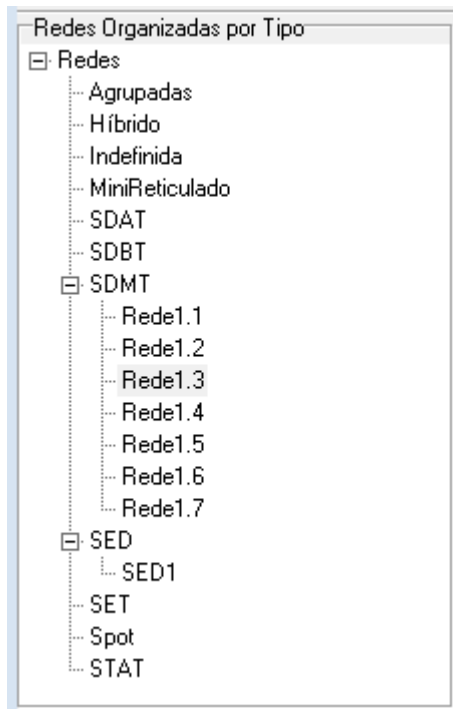 Redes Organizadas por Tipo
Redes
Agrupadas
Híbrido
Indefinida
MiniReticulado
SDAT
SDBT
SDMT
Rede1.1
Rede1.2
Rede1.3
Rede1.4
Rede1.5
Rede1.6
Rede1.7
SED
SED1
SET
Spot
STAT